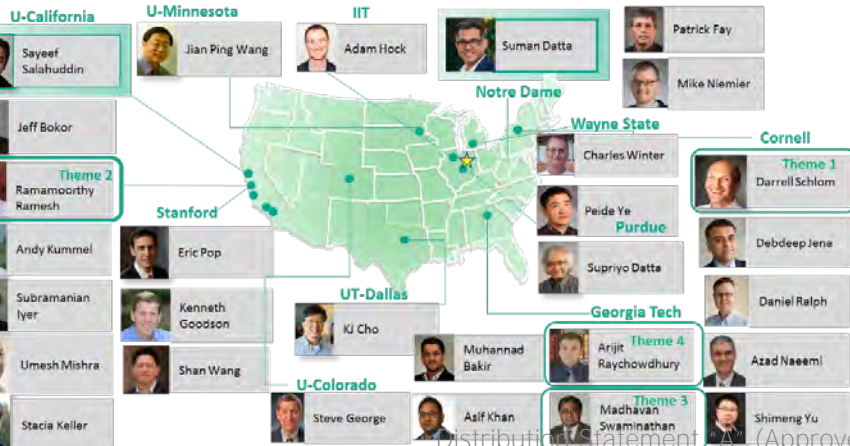 U-California
U-Minnesota
IIT
Sayeef
Salahuddin
Jian Ping Wang
Adam Hock
Suman Datta
Patrick Fay
Mike Niemier
Notre Dame
Jeff Bokor
Wayne State
Charles Winter
Cornell
Theme 1
Darrell Schlom
Theme 2
Ramamoorthy
Ramesh
Stanford
Peide Ye
Purdue
Andy Kummel
Eric Pop
Supriyo Datta
Debdeep Jena
Subramanian
Iyer
Kenneth
Goodson
UT-Dallas
KJ Cho
Georgia Tech
Daniel Ralph
Umesh Mishra
Shan Wang
Muhannad
Bakir
Theme 4
Arijit
Raychowdhury
Azad Naeemi
U-Colorado
Stacia Keller
Steve George
Asif Khan
Theme 3
Madhavan
Swaminathan
Shimeng Yu
Distribution Statement "A" (Approv